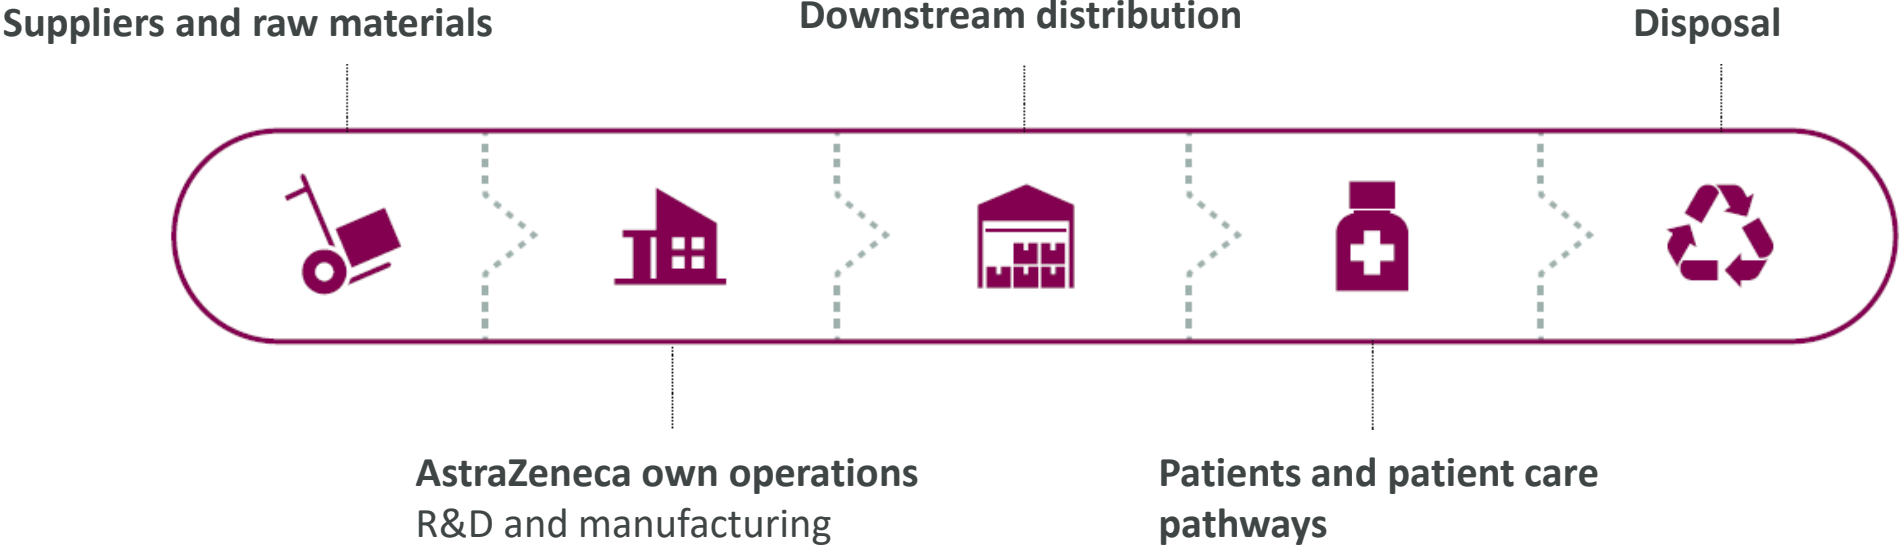 Suppliers and raw materials
Downstream distribution
Disposal
AstraZeneca own operations
R&D and manufacturing
Patients and patient care
pathways